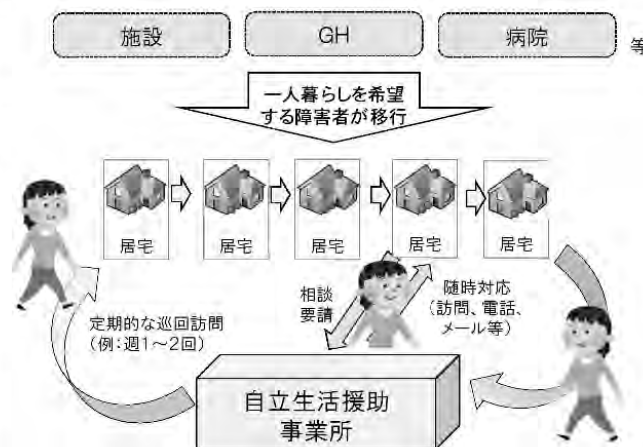 施設
GH
病院
等
一人暮らしを希望
する障害者が移行
居宅
居宅
居宅
居宅
居宅
定期的な巡回訪問
(例:週1~2回)
相談
要請
随時対応
(訪問、電話、
メール等)
自立生活援助
事業所